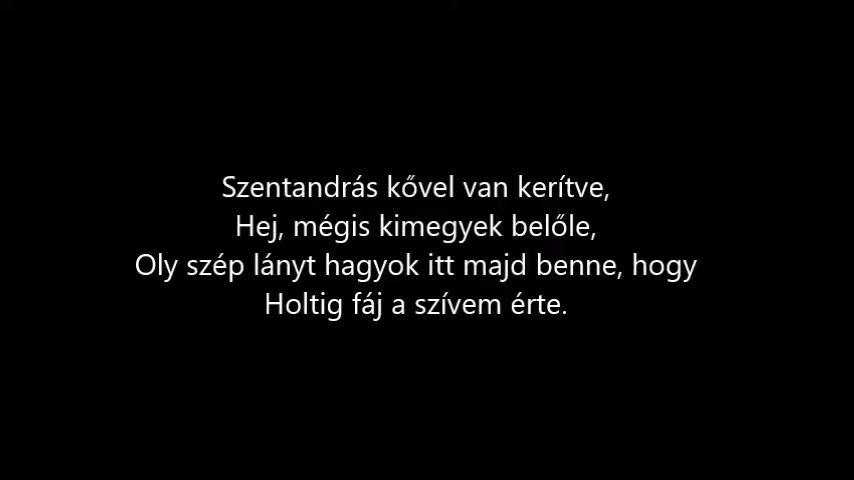 Szentandrás kővel van kerítve,
Hej, mégis kimegyek belőle,
Oly szép lányt hagyok itt majd benne, hogy
Holtig fáj a szívem érte.